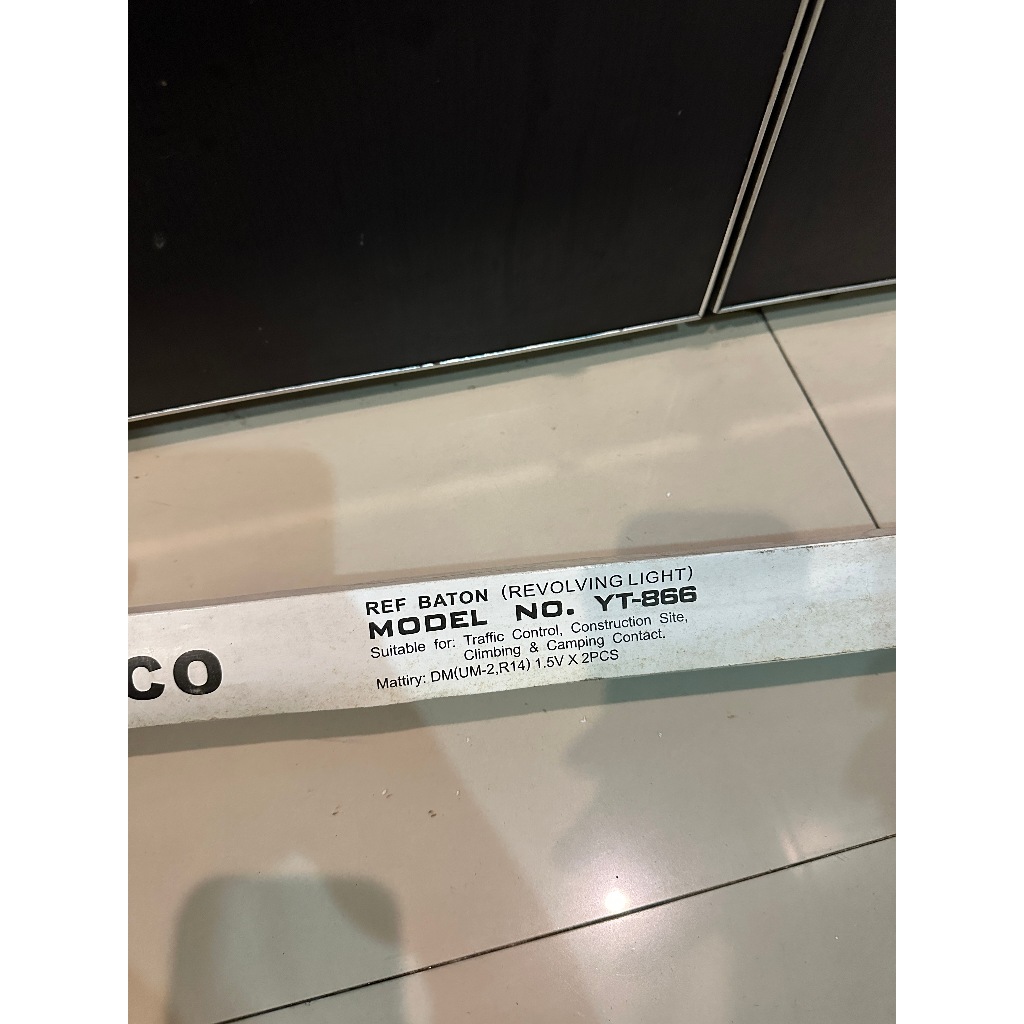 CO
REF BATON (REVOLVING LIGHT)
MODEL NO. YT-866
Suitable for: Traffic Control, Construction Site,
Climbing & Camping Contact.
Mattiry: DM(UM-2,R14) 1.5V X 2PCS